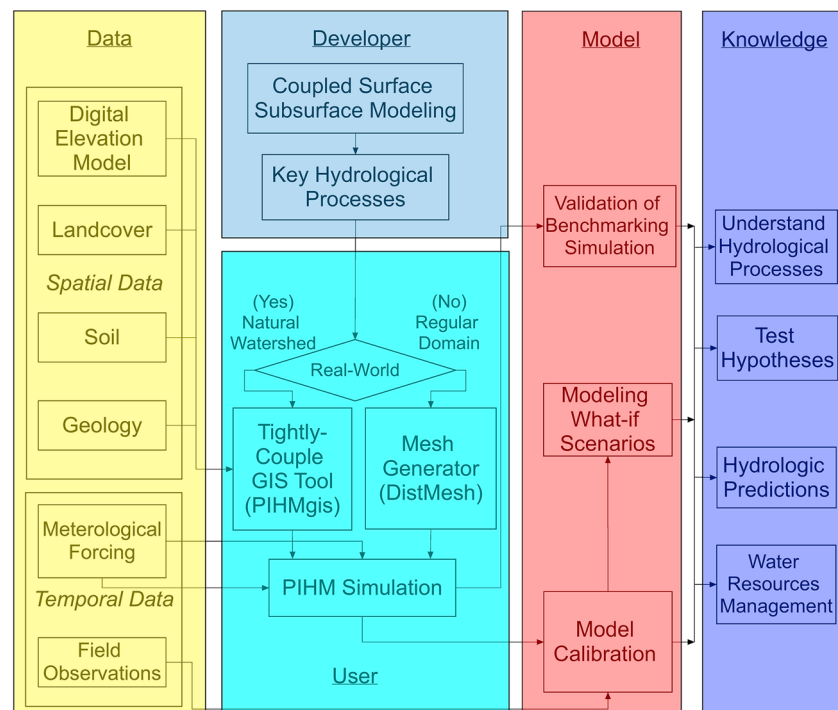 Data
Digital
Elevation
Model
Landcover
Spatial Data
Soil
Geology
Meterological
Forcing
Temporal Data
Field
Observations
Developer
Coupled Surface
Subsurface Modeling
Key Hydrological
Processes
(Yes)
Natural
Watershed
(No)
Regular
Domain
Real-World
Tightly-
Couple
GIS Tool
(PIHMgis)
Mesh
Generator
(DistMesh)
PIHM Simulation
User
Model
Validation of
Benchmarking
Simulation
Modeling
What-if
Scenarios
Model
Calibration
Knowledge
Understand
Hydrological
Processes
Test
Hypotheses
Hydrologic
Predictions
Water
Resources
Management